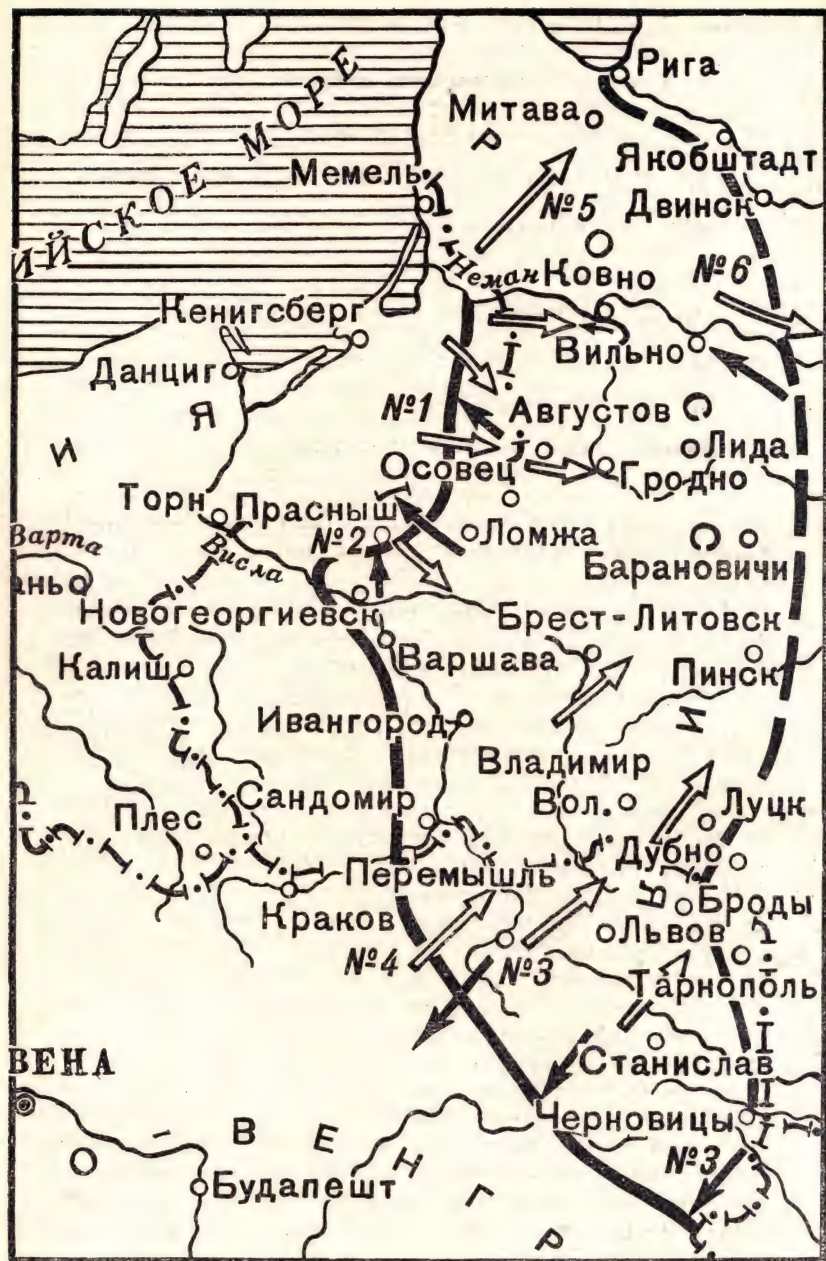 Рига
Митава
Р
ИЙСКОЕ МОРЕ
Якобштадт
Мемель
№5
Двинск
Неман
Ковно
№6
Кенигсберг
Вильно
Данциг
Я
№1
Августов
И
Лида
Осовец
Гродно
Торн
Прасныш
Варта
№2
Ломжа
Висла
Барановичи
ань
Новогеоргиевск
Брест-Литовск
Варшава
Пинск
Калиш
Ивангород
И
Владимир
Вол.
Сандомир
Луцк
Плес
Дубно
Перемышль
Я
Броды
Краков
Львов
№4
№3
Тарнополь
ВЕНА
Станислав
Черновицы
О-ВЕНГР
№3
Будапешт